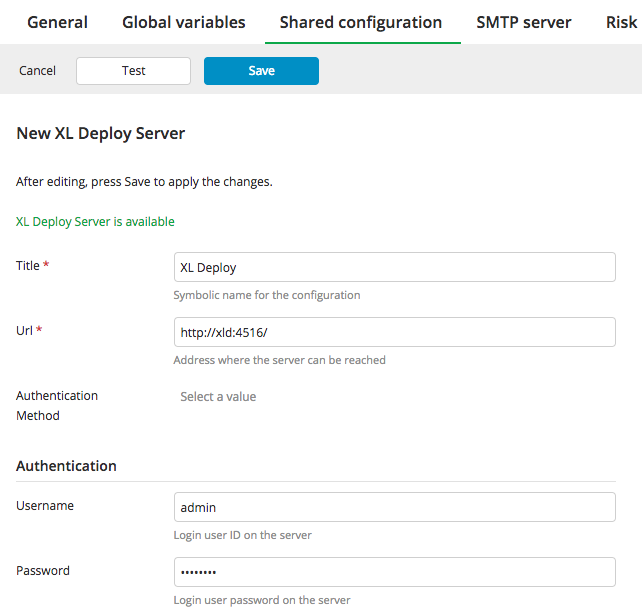 General Global variables Shared configuration SMTP server Risk
Cancel Test Save
New XL Deploy Server
After editing, press Save to apply the changes.
XL Deploy Server is available
Title * XL Deploy
Symbolic name for the configuration
Url * http://xld:4516/
Address where the server can be reached
Authentication Select a value
Method
Authentication
Username admin
Login user ID on the server
Password ••••••••
Login user password on the server